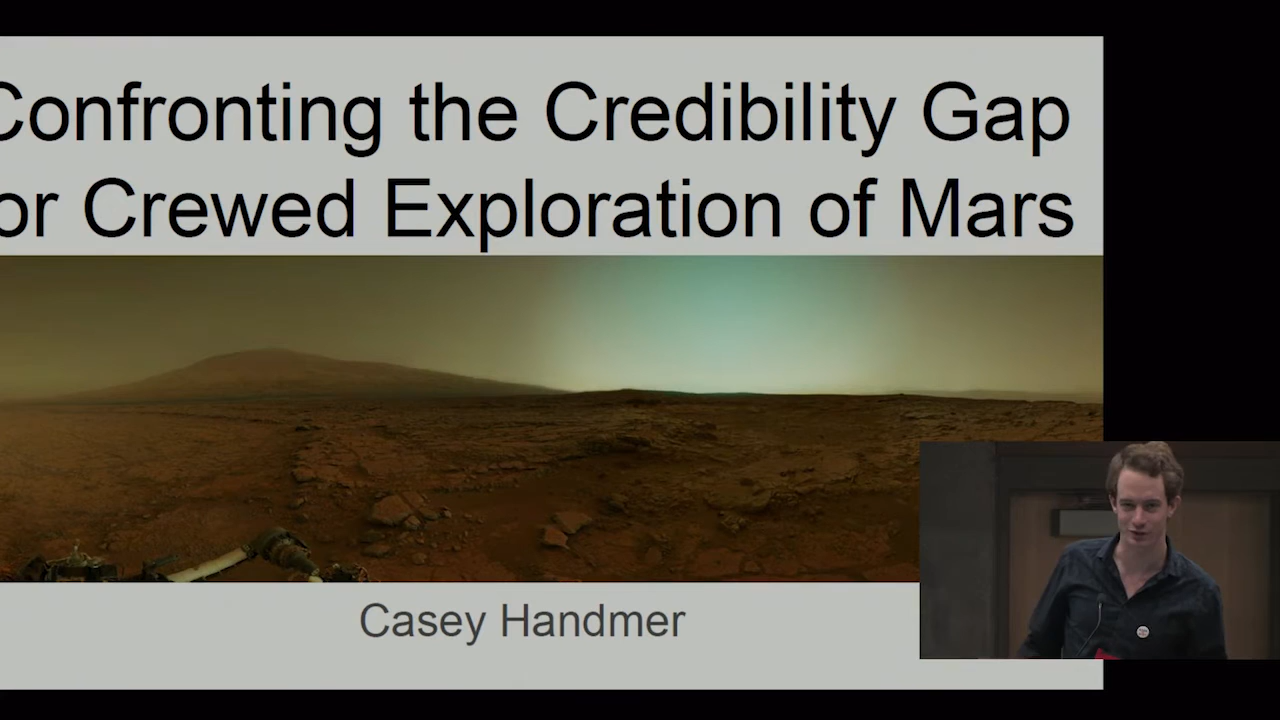 Confronting the Credibility Gap
or Crewed Exploration of Mars
Casey Handmer